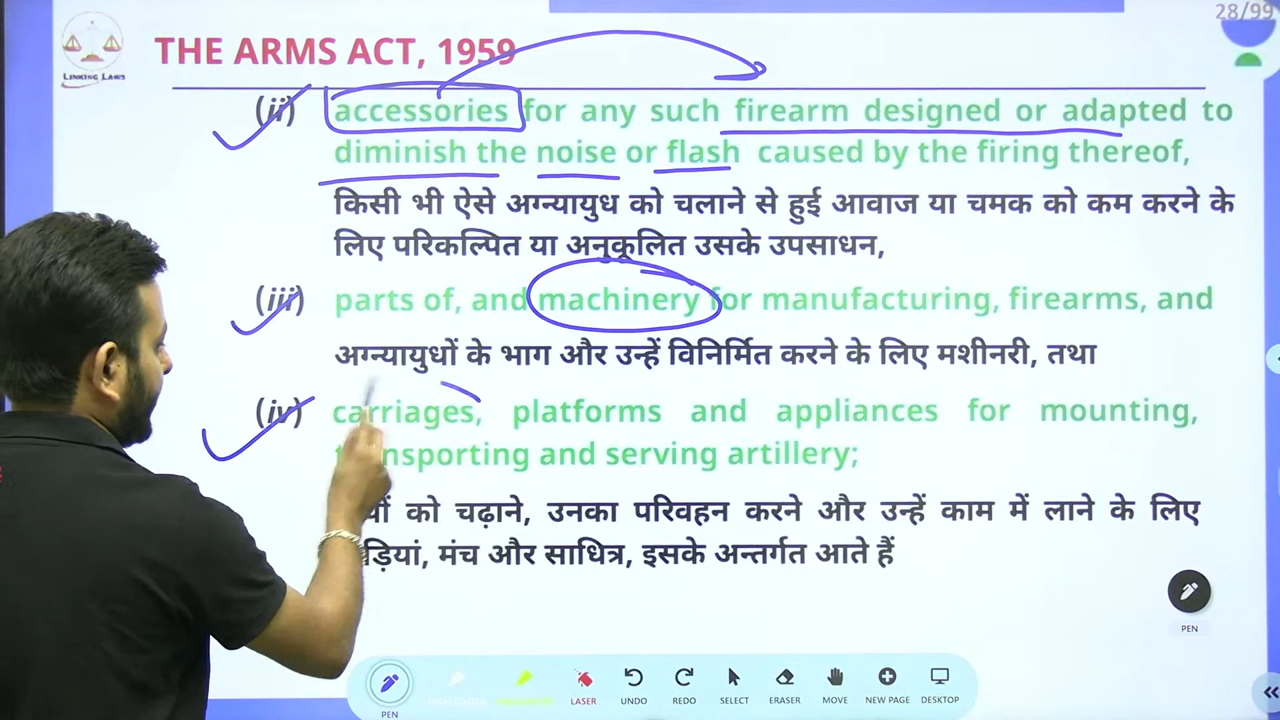 28/99
LINKING LAWS
THE ARMS ACT, 1959
(ii) accessories for any such firearm designed or adapted to
diminish the noise or flash caused by the firing thereof,
किसी भी ऐसे अग्न्यायुध को चलाने से हुई आवाज या चमक को कम करने के
लिए परिकल्पित या अनुकूलित उसके उपसाधन,
(iii) parts of, and machinery for manufacturing, firearms, and
अग्न्यायुधों के भाग और उन्हें विनिर्मित करने के लिए मशीनरी, तथा
(iv) carriages, platforms and appliances for mounting,
and serving artillery;
को चढ़ाने, उनका परिवहन करने और उन्हें काम में लाने के लिए
मंच और साधित्र, इसके अन्तर्गत आते हैं
PEN
PEN
LASER
UNDO
REDO
SELECT
ERASER
MOVE
NEW PAGE
DESKTOP